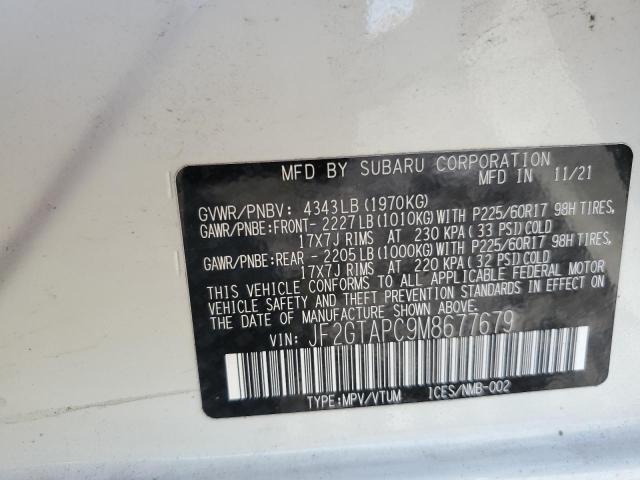 MFD BY SUBARU CORPORATION
MFD IN 11/21
GVWR/PNBV: 4343LB(1970KG)
GAWR/PNBE:FRONT- 2227LB(1010KG)WITH P225/60R17 98H TIRES,
17X7J RIMS AT 230 KPA(33 PSI)COLD
GAWR/PNBE:REAR - 2205LB(1000KG)WITH P225/60R17 98H TIRES,
17X7J RIMS AT 220 KPA(32 PSI)COLD
THIS VEHICLE CONFORMS TO ALL APPLICABLE FEDERAL MOTOR
VEHICLE SAFETY AND THEFT PREVENTION STANDARDS IN EFFECT ON
THE DATE OF MANUFACTURE SHOWN ABOVE.
VIN: JF2GTAPC9M8677679
TYPE:MPV/VTUM ICES/NMB-002